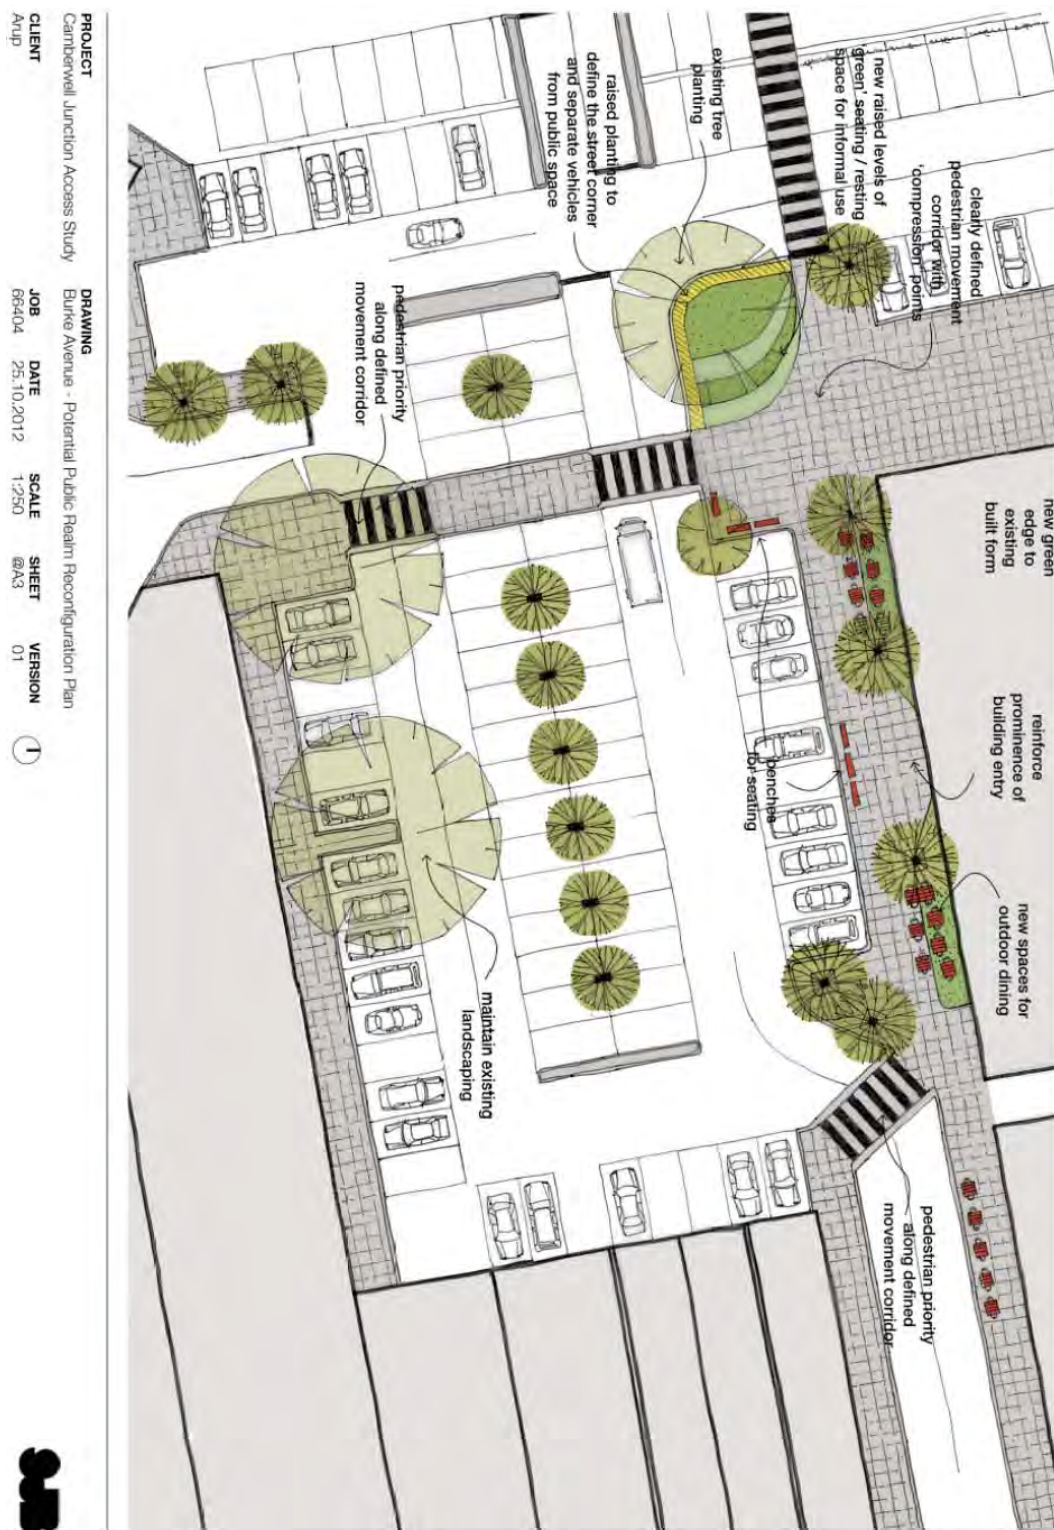 new raised levels of
'green' seating / resting
space for informal use
clearly defined
pedestrian movement
corridor with
'compression' points
existing tree
planting
raised planting to
define the street corner
and separate vehicles
from public space
pedestrian priority
along defined
movement corridor
new green
edge to
existing
built form
reinforce
prominence of
building entry
new spaces for
outdoor dining
benches
for seating
maintain existing
landscaping
pedestrian priority
along defined
movement corridor
PROJECT
Camberwell Junction Access Study
DRAWING
Burke Avenue - Potential Public Realm Reconfiguration Plan
CLIENT
Arup
JOB
66404
DATE
25.10.2012
SCALE
1:250
SHEET
@A3
VERSION
01
SJB